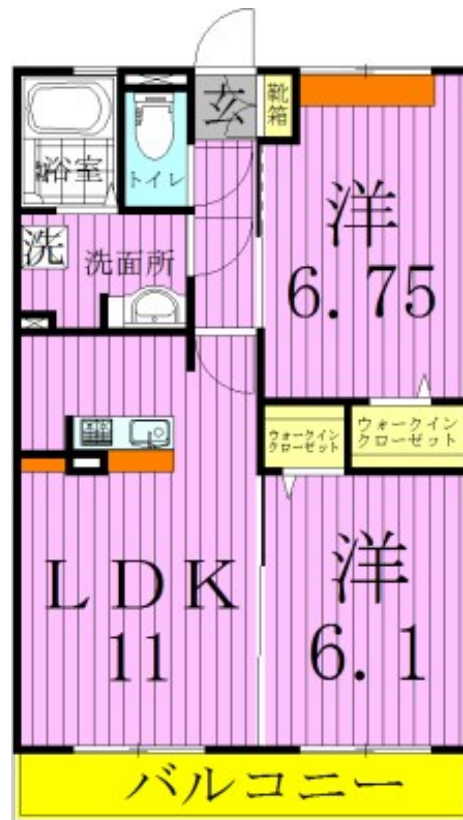 玄
靴
箱
浴室
トイレ
洋
6.75
洗
洗面所
ウォークイン
クローゼット
ウォークイン
クローゼット
LDK
11
洋
6.1
バルコニー